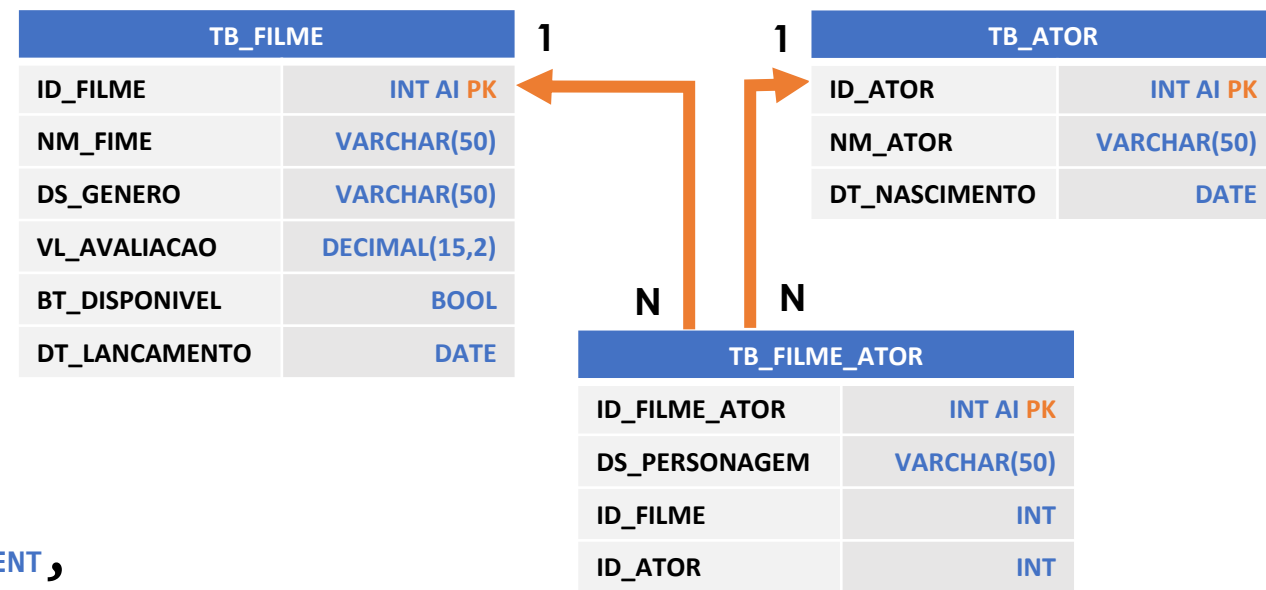 TB_FILME
ID_FILME INT AI PK
NM_FIME VARCHAR(50)
DS_GENERO VARCHAR(50)
VL_AVALIACAO DECIMAL(15,2)
BT_DISPONIVEL BOOL
DT_LANCAMENTO DATE
1
1
TB_ATOR
ID_ATOR INT AI PK
NM_ATOR VARCHAR(50)
DT_NASCIMENTO DATE
N
N
TB_FILME_ATOR
ID_FILME_ATOR INT AI PK
DS_PERSONAGEM VARCHAR(50)
ID_FILME INT
ID_ATOR INT
ENT,